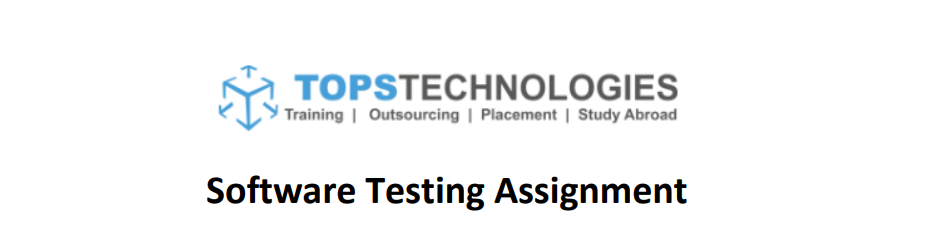 TOPSTECHNOLOGIES
Training | Outsourcing | Placement | Study Abroad
Software Testing Assignment